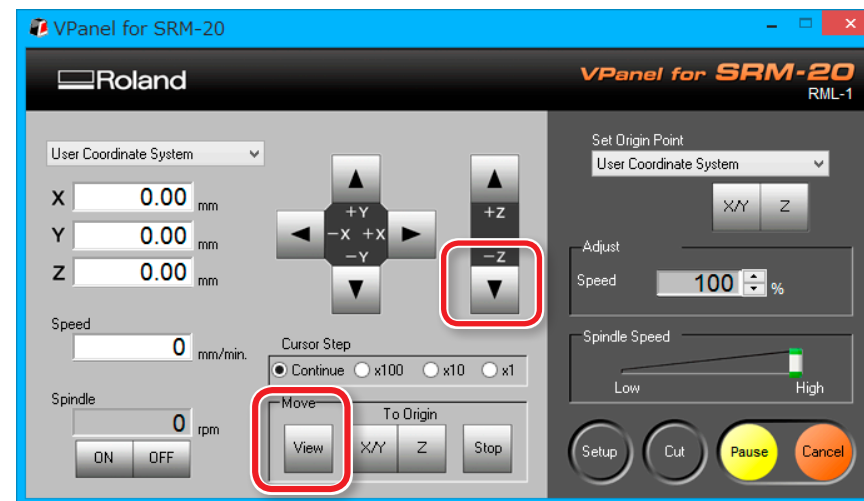 VPanel for SRM-20
Roland
VPanel for SRM-20
RML-1
User Coordinate System
X 0.00 mm
Y 0.00 mm
Z 0.00 mm
Speed
0 mm/min.
Spindle
0 rpm
ON OFF
+Y
-X +X
-Y
+Z
-Z
Cursor Step
Continue x100 x10 x1
Move
To Origin
View X/Y Z Stop
Set Origin Point
User Coordinate System
X/Y Z
Adjust
Speed 100 %
Spindle Speed
Low High
Setup Cut Pause Cancel